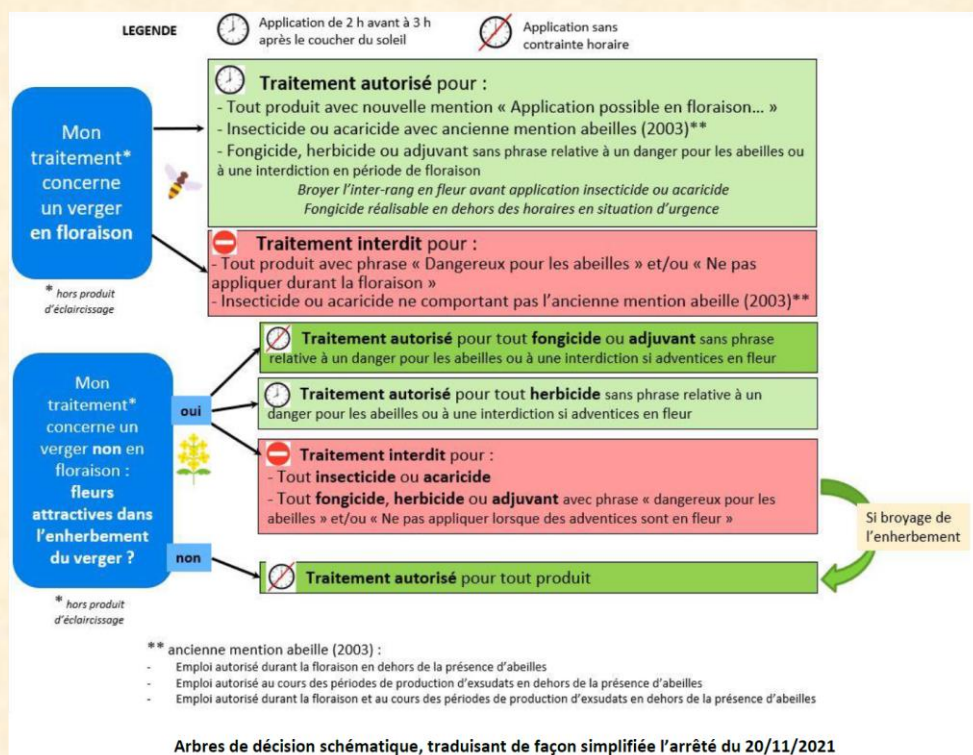 LEGENDE
Application de 2 h avant à 3 h
après le coucher du soleil
Application sans
contrainte horaire
Mon
traitement*
concerne
un verger
en floraison
* hors produit
d'éclaircissage
Traitement autorisé pour :
- Tout produit avec nouvelle mention « Application possible en floraison... »
- Insecticide ou acaricide avec ancienne mention abeilles (2003)**
- Fongicide, herbicide ou adjuvant sans phrase relative à un danger pour les abeilles ou
à une interdiction en période de floraison
Broyer l'inter-rang en fleur avant application insecticide ou acaricide
Fongicide réalisable en dehors des horaires en situation d'urgence
Traitement interdit pour :
- Tout produit avec phrase « Dangereux pour les abeilles » et/ou « Ne pas
appliquer durant la floraison »
- Insecticide ou acaricide ne comportant pas l'ancienne mention abeille (2003)**
Mon
traitement*
concerne un
verger non en
floraison :
fleurs
attractives dans
l'enherbement
du verger ?
* hors produit
d'éclaircissage
oui
Traitement autorisé pour tout fongicide ou adjuvant sans phrase
relative à un danger pour les abeilles ou à une interdiction si adventices en fleur
Traitement autorisé pour tout herbicide sans phrase relative à un
danger pour les abeilles ou à une interdiction si adventices en fleur
Traitement interdit pour :
- Tout insecticide ou acaricide
- Tout fongicide, herbicide ou adjuvant avec phrase « dangereux pour les
abeilles » et/ou « Ne pas appliquer lorsque des adventices sont en fleur »
Si broyage de
l'enherbement
non
Traitement autorisé pour tout produit
** ancienne mention abeille (2003) :
- Emploi autorisé durant la floraison en dehors de la présence d'abeilles
- Emploi autorisé au cours des périodes de production d'exsudats en dehors de la présence d'abeilles
- Emploi autorisé durant la floraison et au cours des périodes de production d'exsudats en dehors de la présence d'abeilles
Arbres de décision schématique, traduisant de façon simplifiée l'arrêté du 20/11/2021